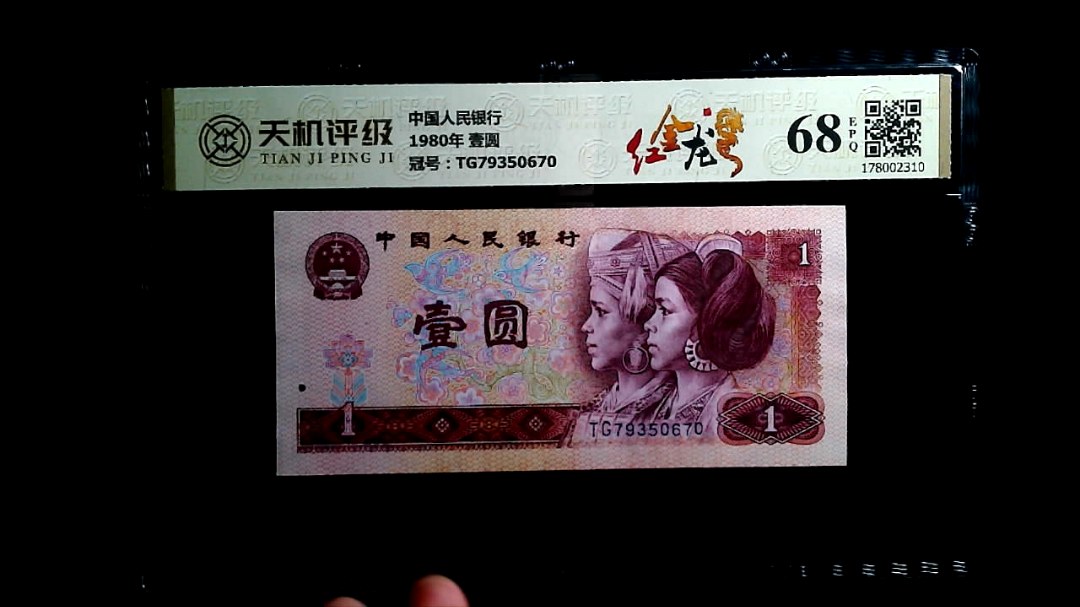 天机评级
TIAN JI PING JI
中国人民银行
1980年 壹圆
冠号：TG79350670
红金龙
68
EPQ
178002310
中国人民银行
1
壹圆
1
TG79350670
1